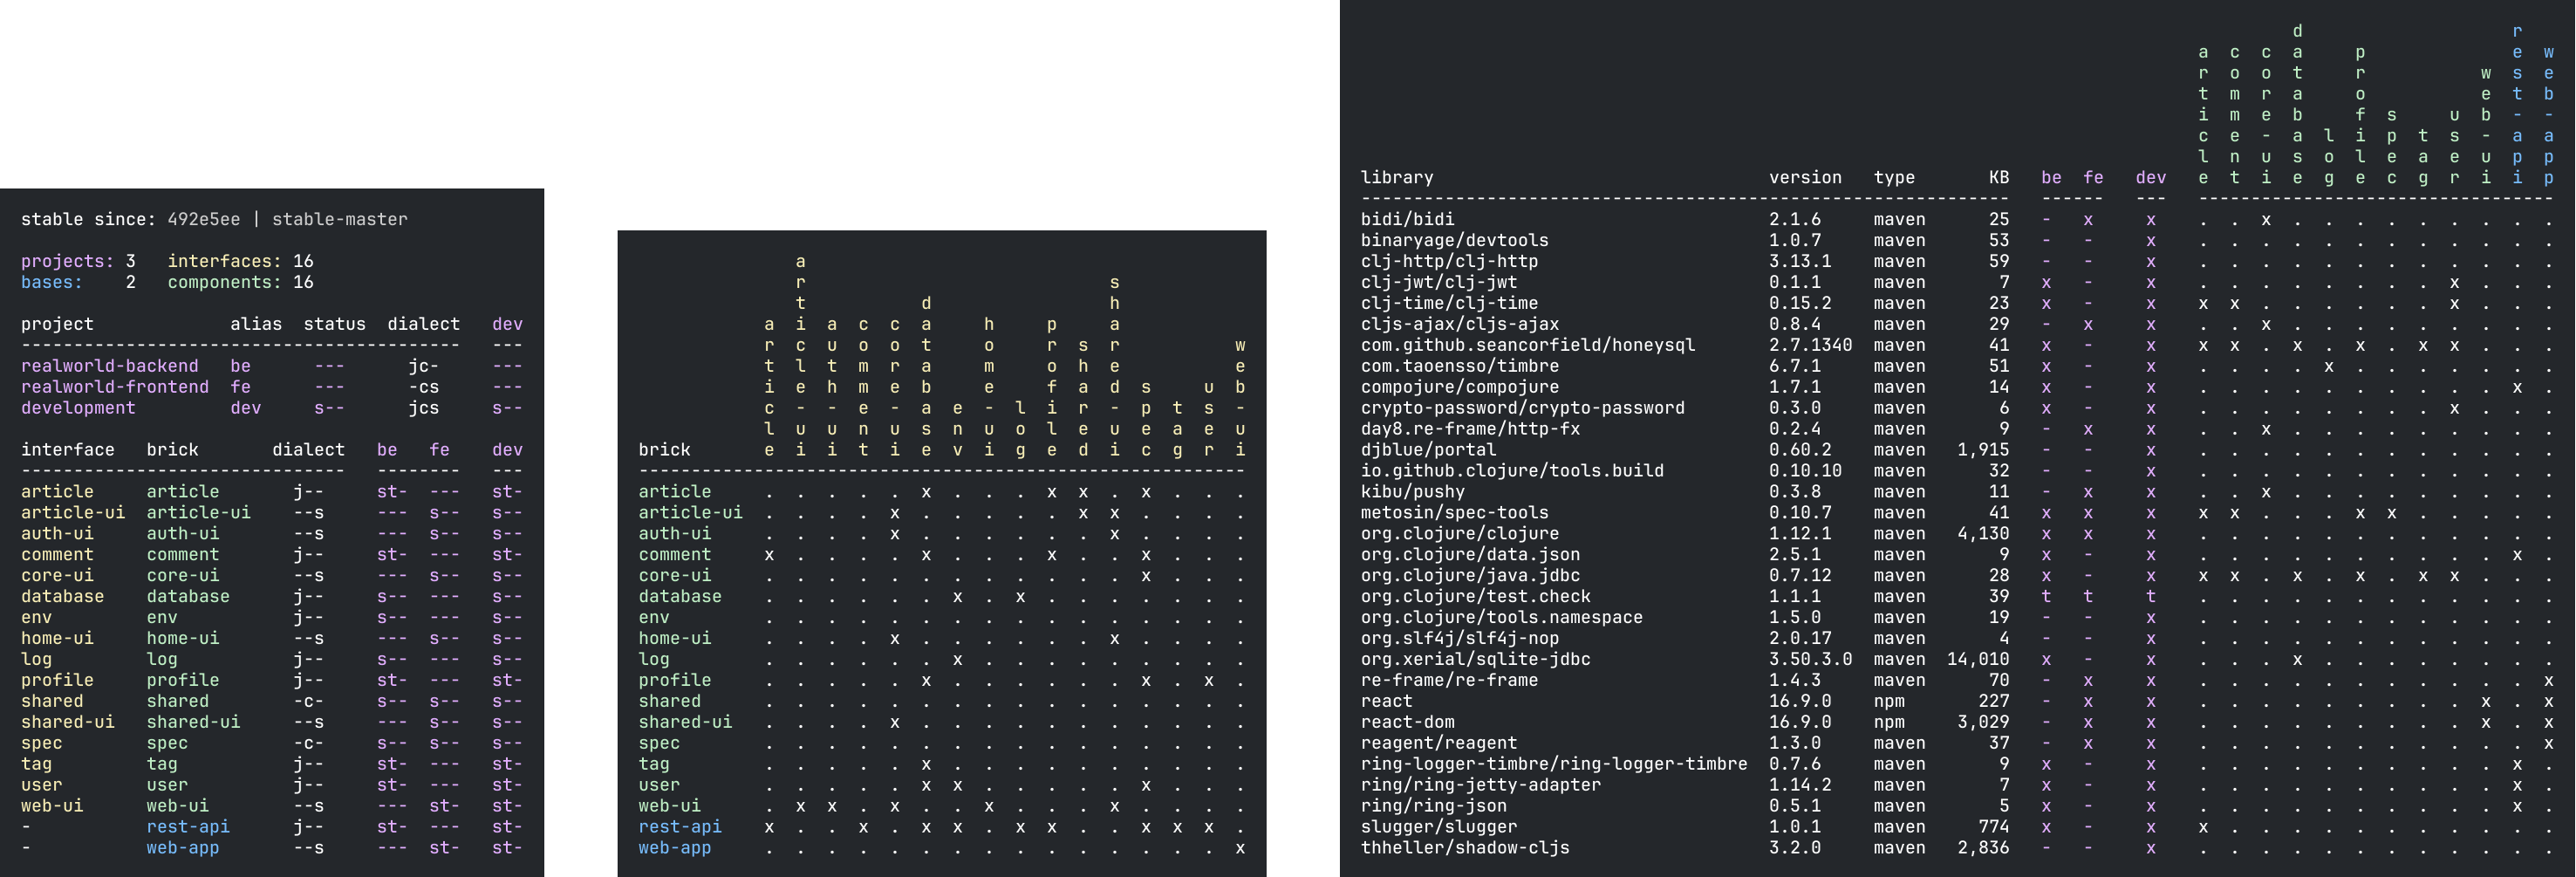 stable since: 492e5ee | stable-master
projects: 3   interfaces: 16
bases:    2   components: 16
project             alias  status  dialect   dev
------------------------------------------   ---
realworld-backend   be      ---      jc-     ---
realworld-frontend  fe      ---      -cs     ---
development         dev     s--      jcs     s--
interface   brick       dialect   be   fe    dev
-------------------------------   --------   ---
article     article       j--     st-  ---   st-
article-ui  article-ui    --s     ---  s--   s--
auth-ui     auth-ui       --s     ---  s--   s--
comment     comment       j--     st-  ---   st-
core-ui     core-ui       --s     ---  s--   s--
database    database      j--     s--  ---   s--
env         env           j--     s--  ---   s--
home-ui     home-ui       --s     ---  s--   s--
log         log           j--     s--  ---   s--
profile     profile       j--     st-  ---   st-
shared      shared        -c-     s--  s--   s--
shared-ui   shared-ui     --s     ---  s--   s--
spec        spec          -c-     s--  s--   s--
tag         tag           j--     st-  ---   st-
user        user          j--     st-  ---   st-
web-ui      web-ui        --s     ---  st-   st-
-           rest-api      j--     st-  ---   st-
-           web-app       --s     ---  st-   st-
brick article article-ui auth-ui comment core-ui database env home-ui log profile shared shared-ui spec tag user web-ui
----------------------------------------------------------
article     .  .  .  .  .  x  .  .  .  x  x  .  x  .  .  .
article-ui  .  .  .  .  x  .  .  .  .  .  x  x  .  .  .  .
auth-ui     .  .  .  .  x  .  .  .  .  .  .  x  .  .  .  .
comment     x  .  .  .  .  x  .  .  .  x  .  .  x  .  .  .
core-ui     .  .  .  .  .  .  .  .  .  .  .  .  x  .  .  .
database    .  .  .  .  .  .  x  .  x  .  .  .  .  .  .  .
env         .  .  .  .  .  .  .  .  .  .  .  .  .  .  .  .
home-ui     .  .  .  .  x  .  .  .  .  .  .  x  .  .  .  .
log         .  .  .  .  .  .  x  .  .  .  .  .  .  .  .  .
profile     .  .  .  .  .  x  .  .  .  .  .  .  x  .  x  .
shared      .  .  .  .  .  .  .  .  .  .  .  .  .  .  .  .
shared-ui   .  .  .  .  x  .  .  .  .  .  .  .  .  .  .  .
spec        .  .  .  .  .  .  .  .  .  .  .  .  .  .  .  .
tag         .  .  .  .  .  x  .  .  .  .  .  .  .  .  .  .
user        .  .  .  .  .  x  x  .  .  .  .  .  x  .  .  .
web-ui      .  x  x  .  x  .  .  x  .  .  .  x  .  .  .  .
rest-api    x  .  .  x  .  x  x  .  x  x  .  .  x  x  x  .
web-app     .  .  .  .  .  .  .  .  .  .  .  .  .  .  .  x
library version type KB be fe dev article comment core-ui database log profile spec tag user web-ui rest-api web-app
--------------------------------------------------------------   ------   ---   ----------------------------------
bidi/bidi                              2.1.6     maven      25   -   x     x    .  .  x  .  .  .  .  .  .  .  .  .
binaryage/devtools                     1.0.7     maven      53   -   -     x    .  .  .  .  .  .  .  .  .  .  .  .
clj-http/clj-http                      3.13.1    maven      59   -   -     x    .  .  .  .  .  .  .  .  .  .  .  .
clj-jwt/clj-jwt                        0.1.1     maven       7   x   -     x    .  .  .  .  .  .  .  .  x  .  .  .
clj-time/clj-time                      0.15.2    maven      23   x   -     x    x  x  .  .  .  .  .  .  x  .  .  .
cljs-ajax/cljs-ajax                    0.8.4     maven      29   -   x     x    .  .  x  .  .  .  .  .  .  .  .  .
com.github.seancorfield/honeysql       2.7.1340  maven      41   x   -     x    x  x  .  x  .  x  .  x  x  .  .  .
com.taoensso/timbre                    6.7.1     maven      51   x   -     x    .  .  .  .  x  .  .  .  .  .  .  .
compojure/compojure                    1.7.1     maven      14   x   -     x    .  .  .  .  .  .  .  .  .  .  x  .
crypto-password/crypto-password        0.3.0     maven       6   x   -     x    .  .  .  .  .  .  .  .  x  .  .  .
day8.re-frame/http-fx                  0.2.4     maven       9   -   x     x    .  .  x  .  .  .  .  .  .  .  .  .
djblue/portal                          0.60.2    maven   1,915   -   -     x    .  .  .  .  .  .  .  .  .  .  .  .
io.github.clojure/tools.build          0.10.10   maven      32   -   -     x    .  .  .  .  .  .  .  .  .  .  .  .
kibu/pushy                             0.3.8     maven      11   -   x     x    .  .  x  .  .  .  .  .  .  .  .  .
metosin/spec-tools                     0.10.7    maven      41   x   x     x    x  x  .  .  .  x  x  .  .  .  .  .
org.clojure/clojure                    1.12.1    maven   4,130   x   x     x    .  .  .  .  .  .  .  .  .  .  .  .
org.clojure/data.json                  2.5.1     maven       9   x   -     x    .  .  .  .  .  .  .  .  .  .  x  .
org.clojure/java.jdbc                  0.7.12    maven      28   x   -     x    x  x  .  x  .  x  .  x  x  .  .  .
org.clojure/test.check                 1.1.1     maven      39   t   t     t    .  .  .  .  .  .  .  .  .  .  .  .
org.clojure/tools.namespace            1.5.0     maven      19   -   -     x    .  .  .  .  .  .  .  .  .  .  .  .
org.slf4j/slf4j-nop                    2.0.17    maven       4   -   -     x    .  .  .  .  .  .  .  .  .  .  .  .
org.xerial/sqlite-jdbc                 3.50.3.0  maven  14,010   x   -     x    .  .  .  x  .  .  .  .  .  .  .  .
re-frame/re-frame                      1.4.3     maven      70   -   x     x    .  .  .  .  .  .  .  .  .  .  .  x
react                                  16.9.0    npm       227   -   x     x    .  .  .  .  .  .  .  .  .  x  .  x
react-dom                              16.9.0    npm     3,029   -   x     x    .  .  .  .  .  .  .  .  .  x  .  x
reagent/reagent                        1.3.0     maven      37   -   x     x    .  .  .  .  .  .  .  .  .  .  .  x
ring-logger-timbre/ring-logger-timbre  0.7.6     maven       9   x   -     x    .  .  .  .  .  .  .  .  .  .  x  .
ring/ring-jetty-adapter                1.14.2    maven       7   x   -     x    .  .  .  .  .  .  .  .  .  .  x  .
ring/ring-json                         0.5.1     maven       5   x   -     x    .  .  .  .  .  .  .  .  .  .  x  .
slugger/slugger                        1.0.1     maven     774   x   -     x    x  .  .  .  .  .  .  .  .  .  .  .
thheller/shadow-cljs                   3.2.0     maven   2,836   -   -     x    .  .  .  .  .  .  .  .  .  .  .  .